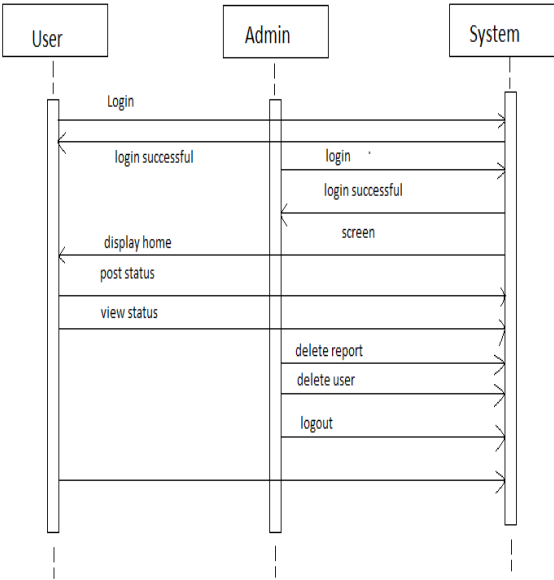 User
Admin
System
Login
login successful
login
login successful
screen
display home
post status
view status
delete report
delete user
logout